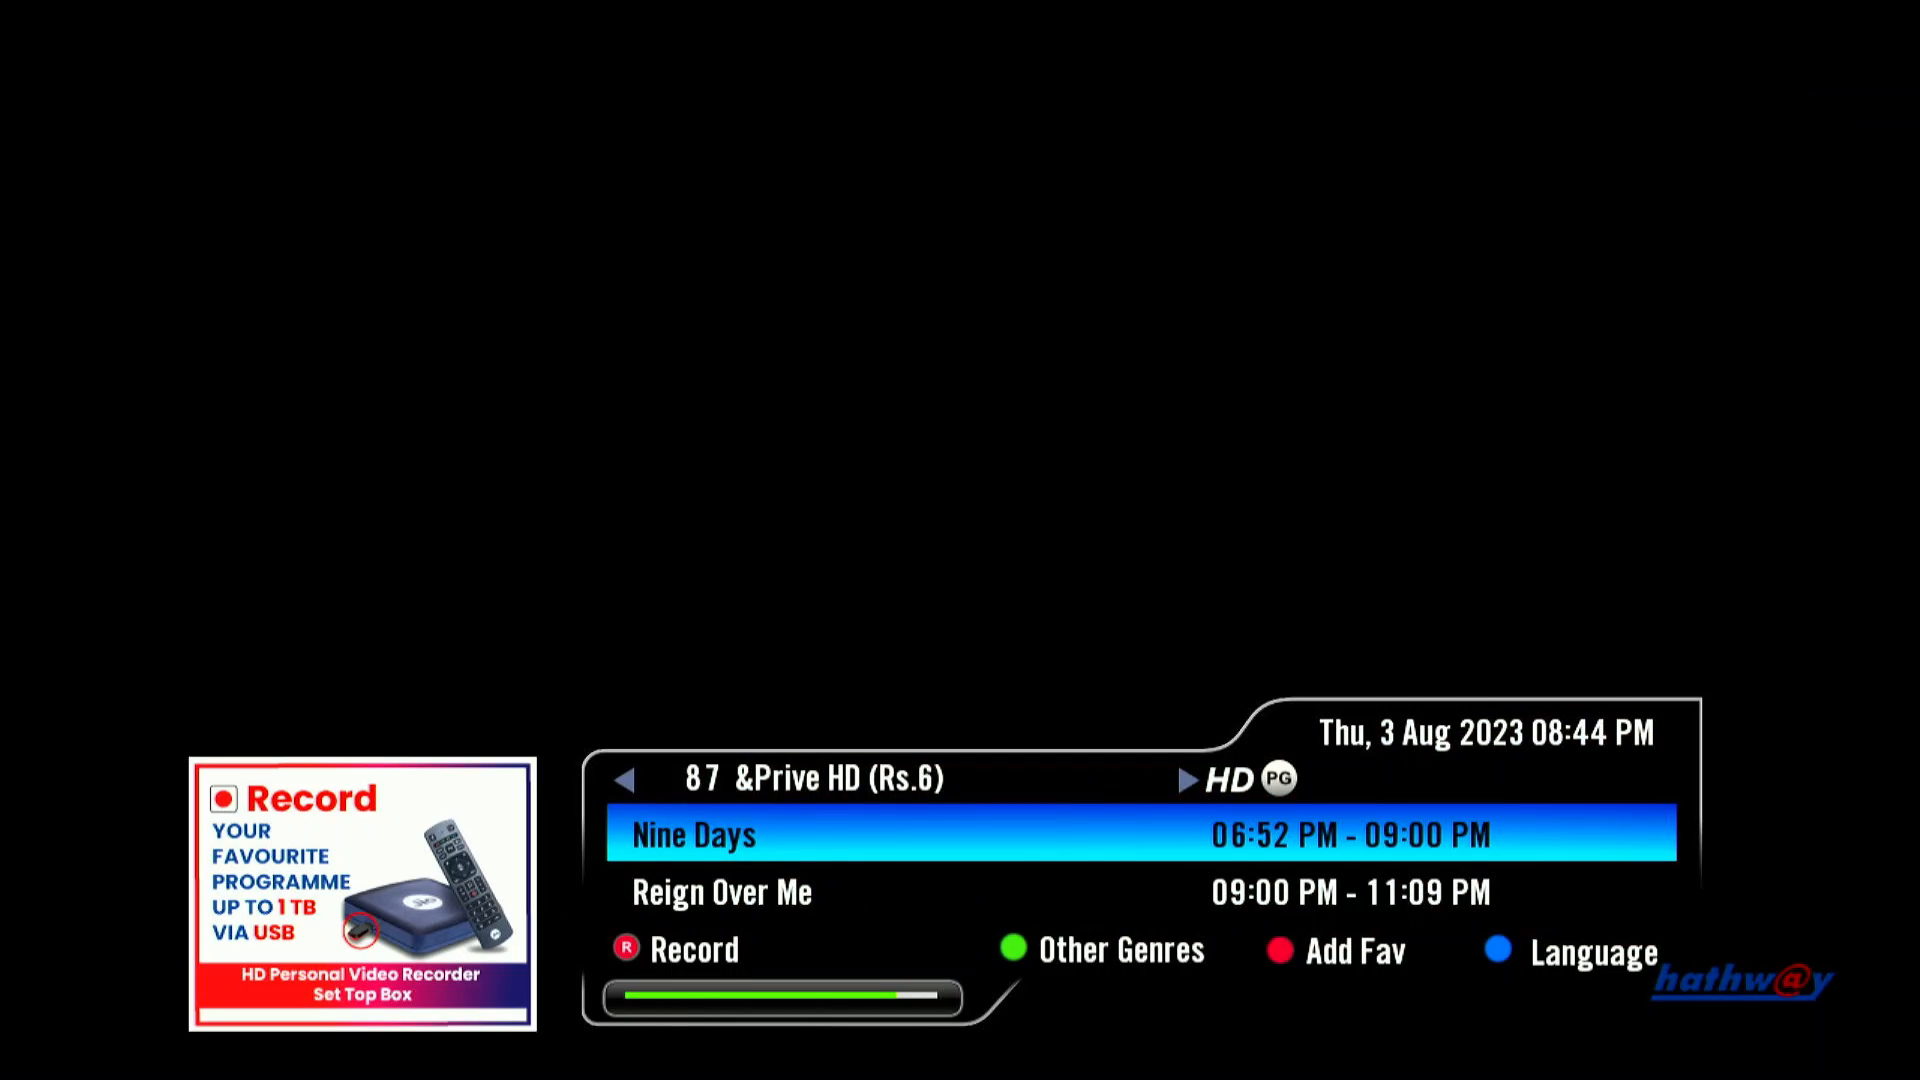 Thu, 3 Aug 2023 08:44 PM
87 &Prive HD (Rs.6) HD PG
Nine Days 06:52 PM - 09:00 PM
Reign Over Me 09:00 PM - 11:09 PM
R Record Other Genres Add Fav Language
hathw@y
Record
YOUR
FAVOURITE
PROGRAMME
UP TO 1 TB
VIA USB
Jio
HD Personal Video Recorder
Set Top Box